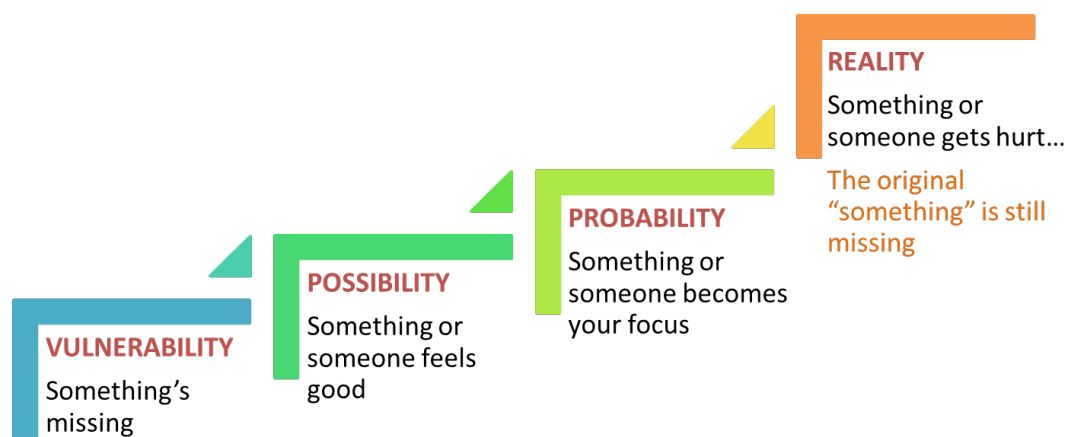 VULNERABILITY
Something’s
missing
POSSIBILITY
Something or
someone feels
good
PROBABILITY
Something or
someone becomes
your focus
REALITY
Something or
someone gets hurt…
The original
“something” is still
missing